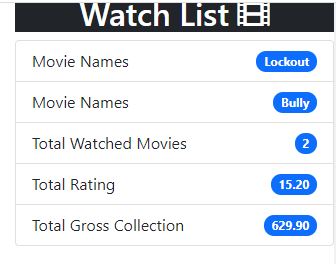 Watch List
Movie Names Lockout
Movie Names Bully
Total Watched Movies 2
Total Rating 15.20
Total Gross Collection 629.90